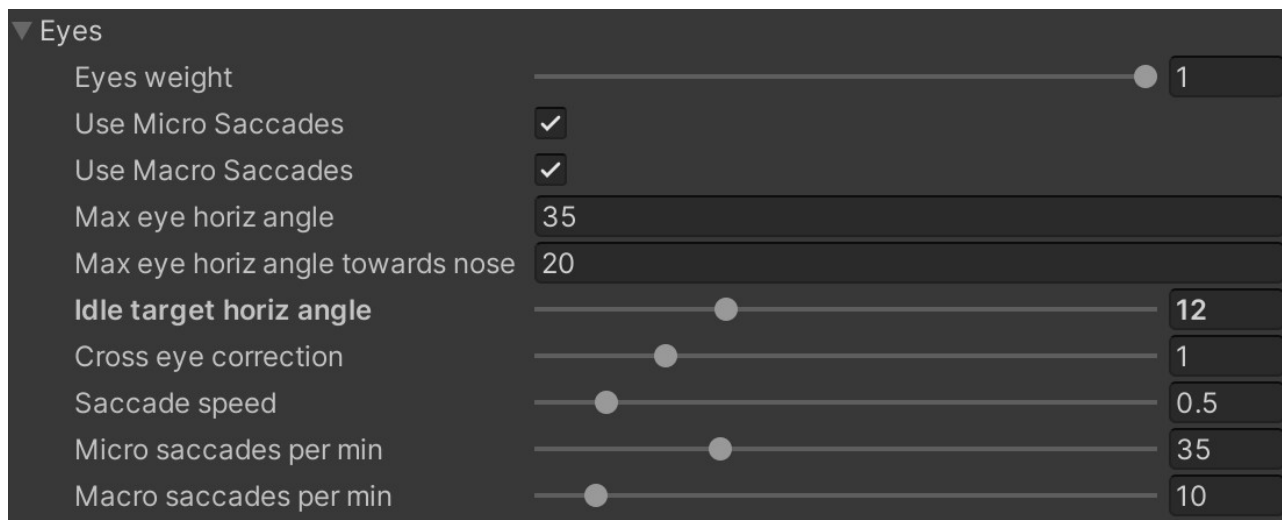 Eyes
Eyes weight 1
Use Micro Saccades
Use Macro Saccades
Max eye horiz angle 35
Max eye horiz angle towards nose 20
Idle target horiz angle 12
Cross eye correction 1
Saccade speed 0.5
Micro saccades per min 35
Macro saccades per min 10